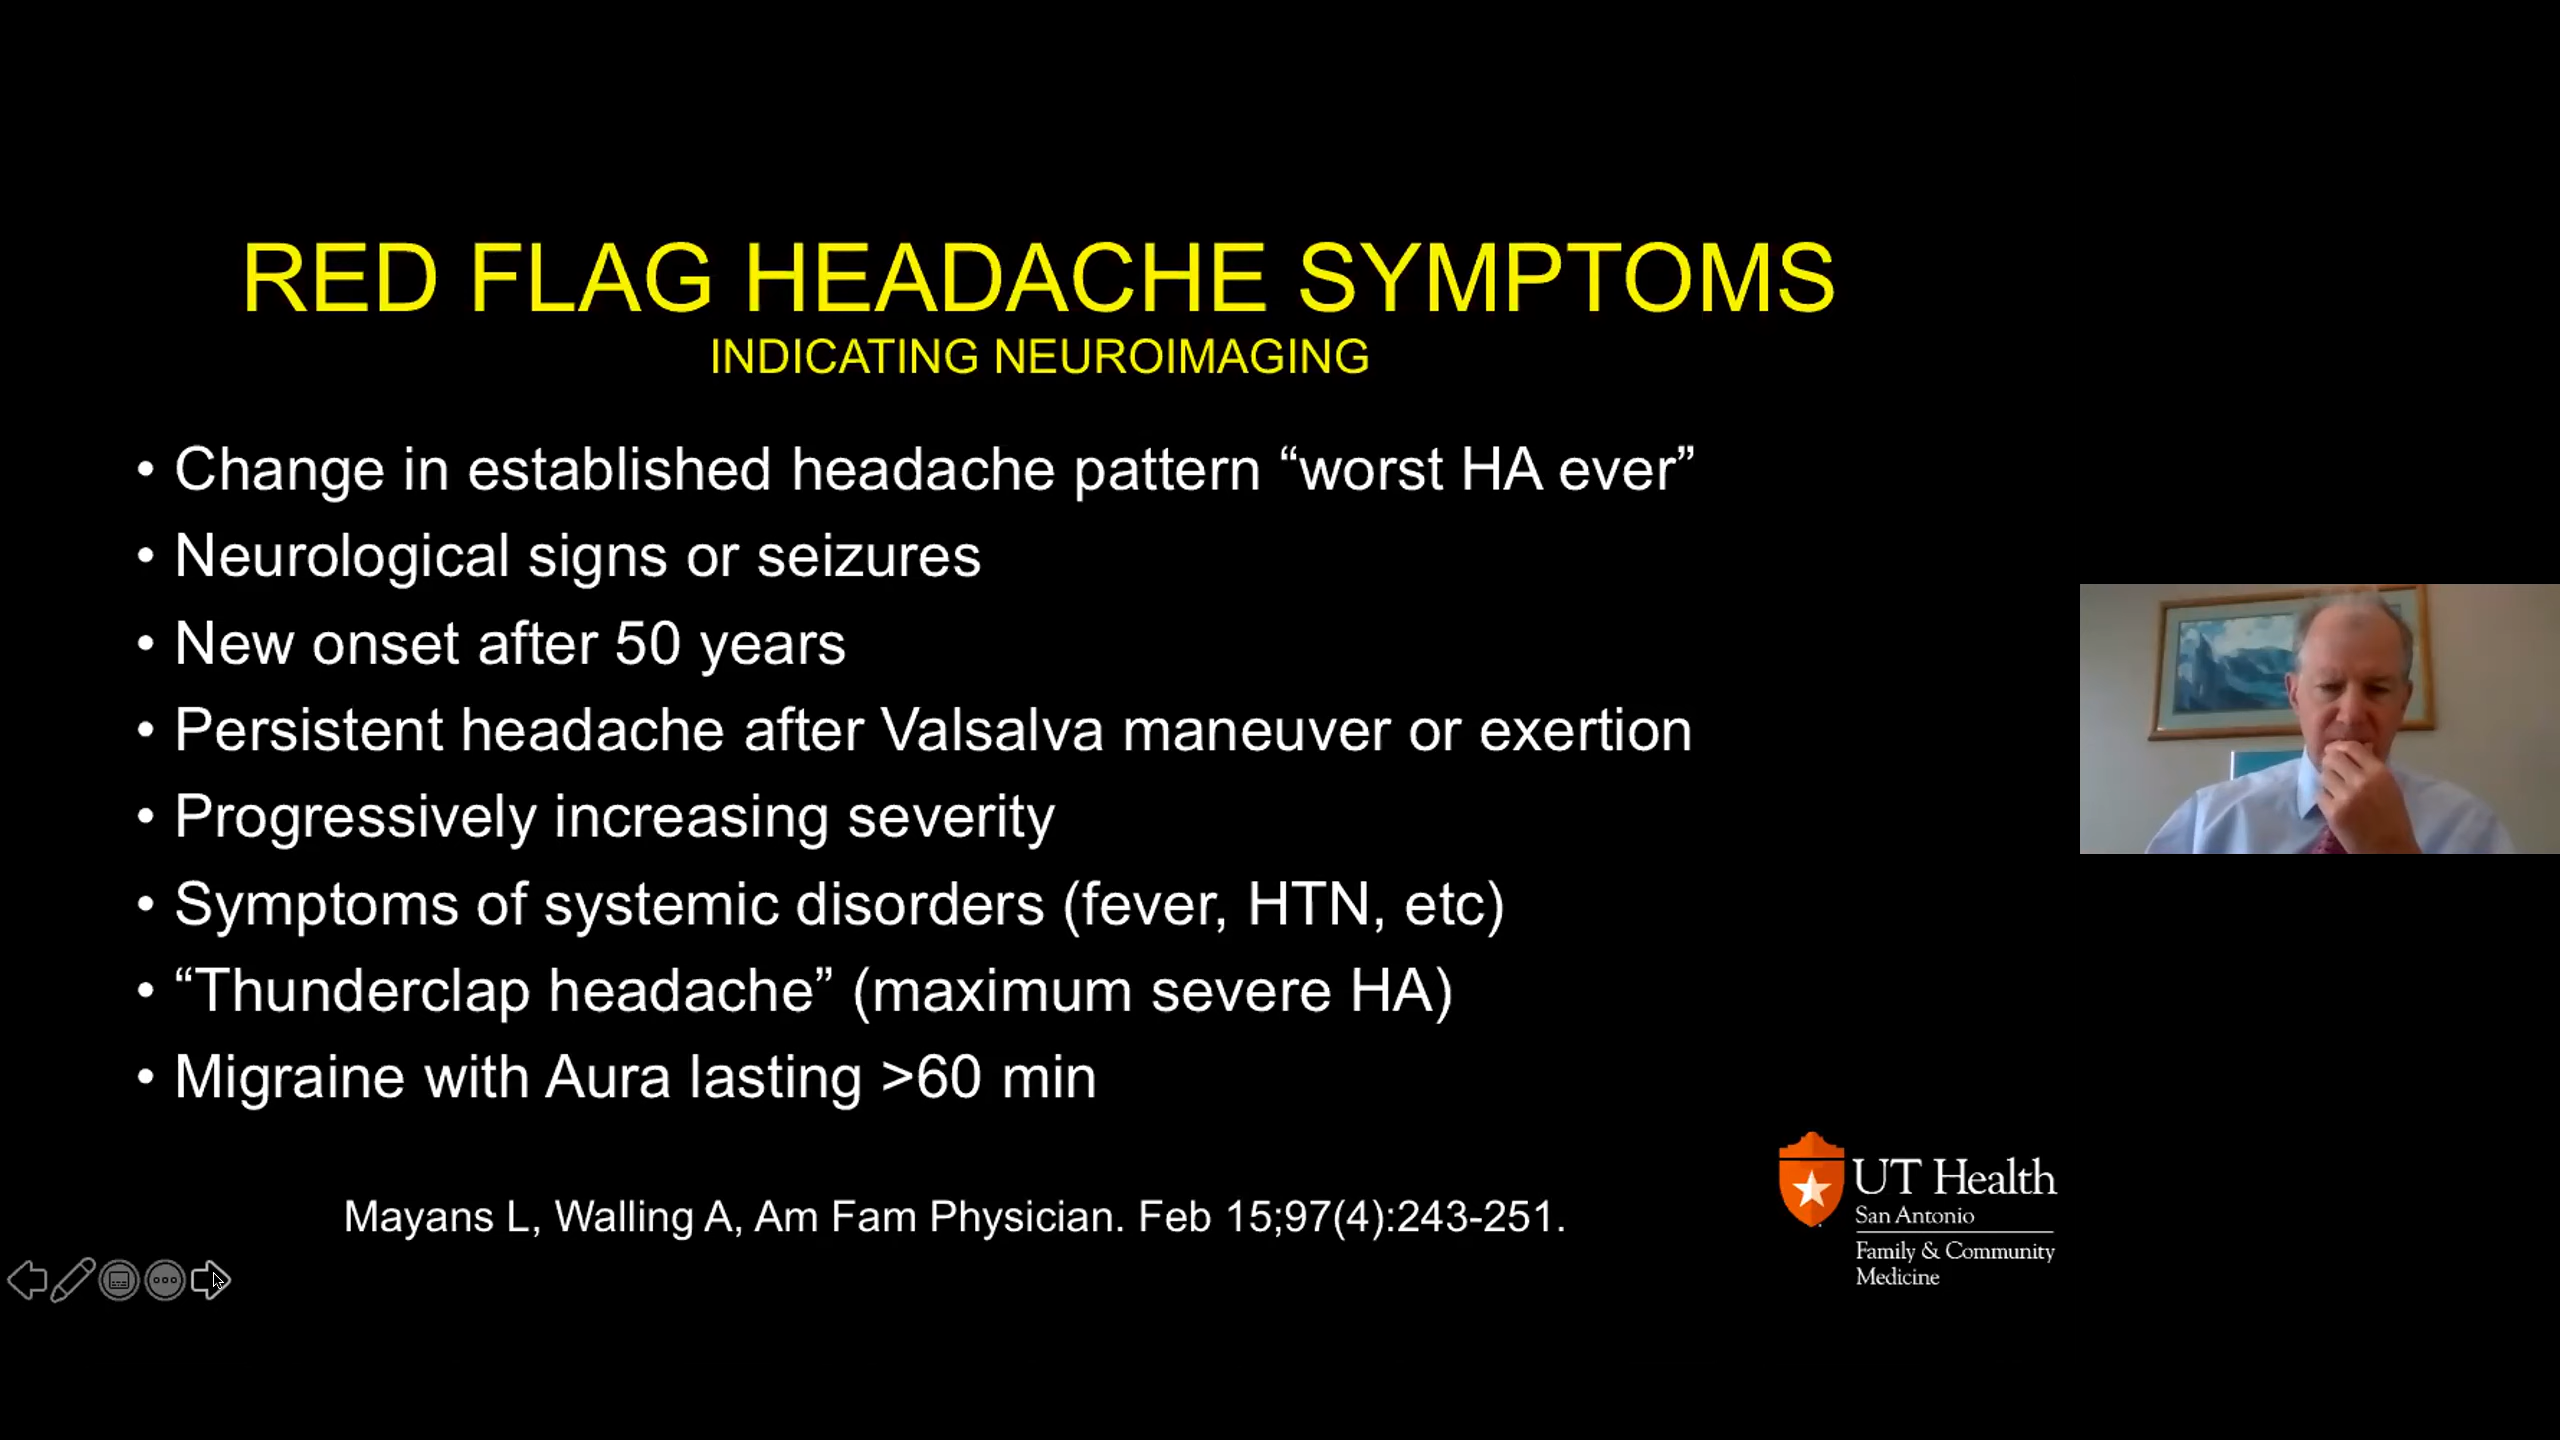 RED FLAG HEADACHE SYMPTOMS
INDICATING NEUROIMAGING
• Change in established headache pattern “worst HA ever”
• Neurological signs or seizures
• New onset after 50 years
• Persistent headache after Valsalva maneuver or exertion
• Progressively increasing severity
• Symptoms of systemic disorders (fever, HTN, etc)
• “Thunderclap headache” (maximum severe HA)
• Migraine with Aura lasting >60 min
Mayans L, Walling A, Am Fam Physician. Feb 15;97(4):243-251.
UT Health
San Antonio
Family & Community
Medicine